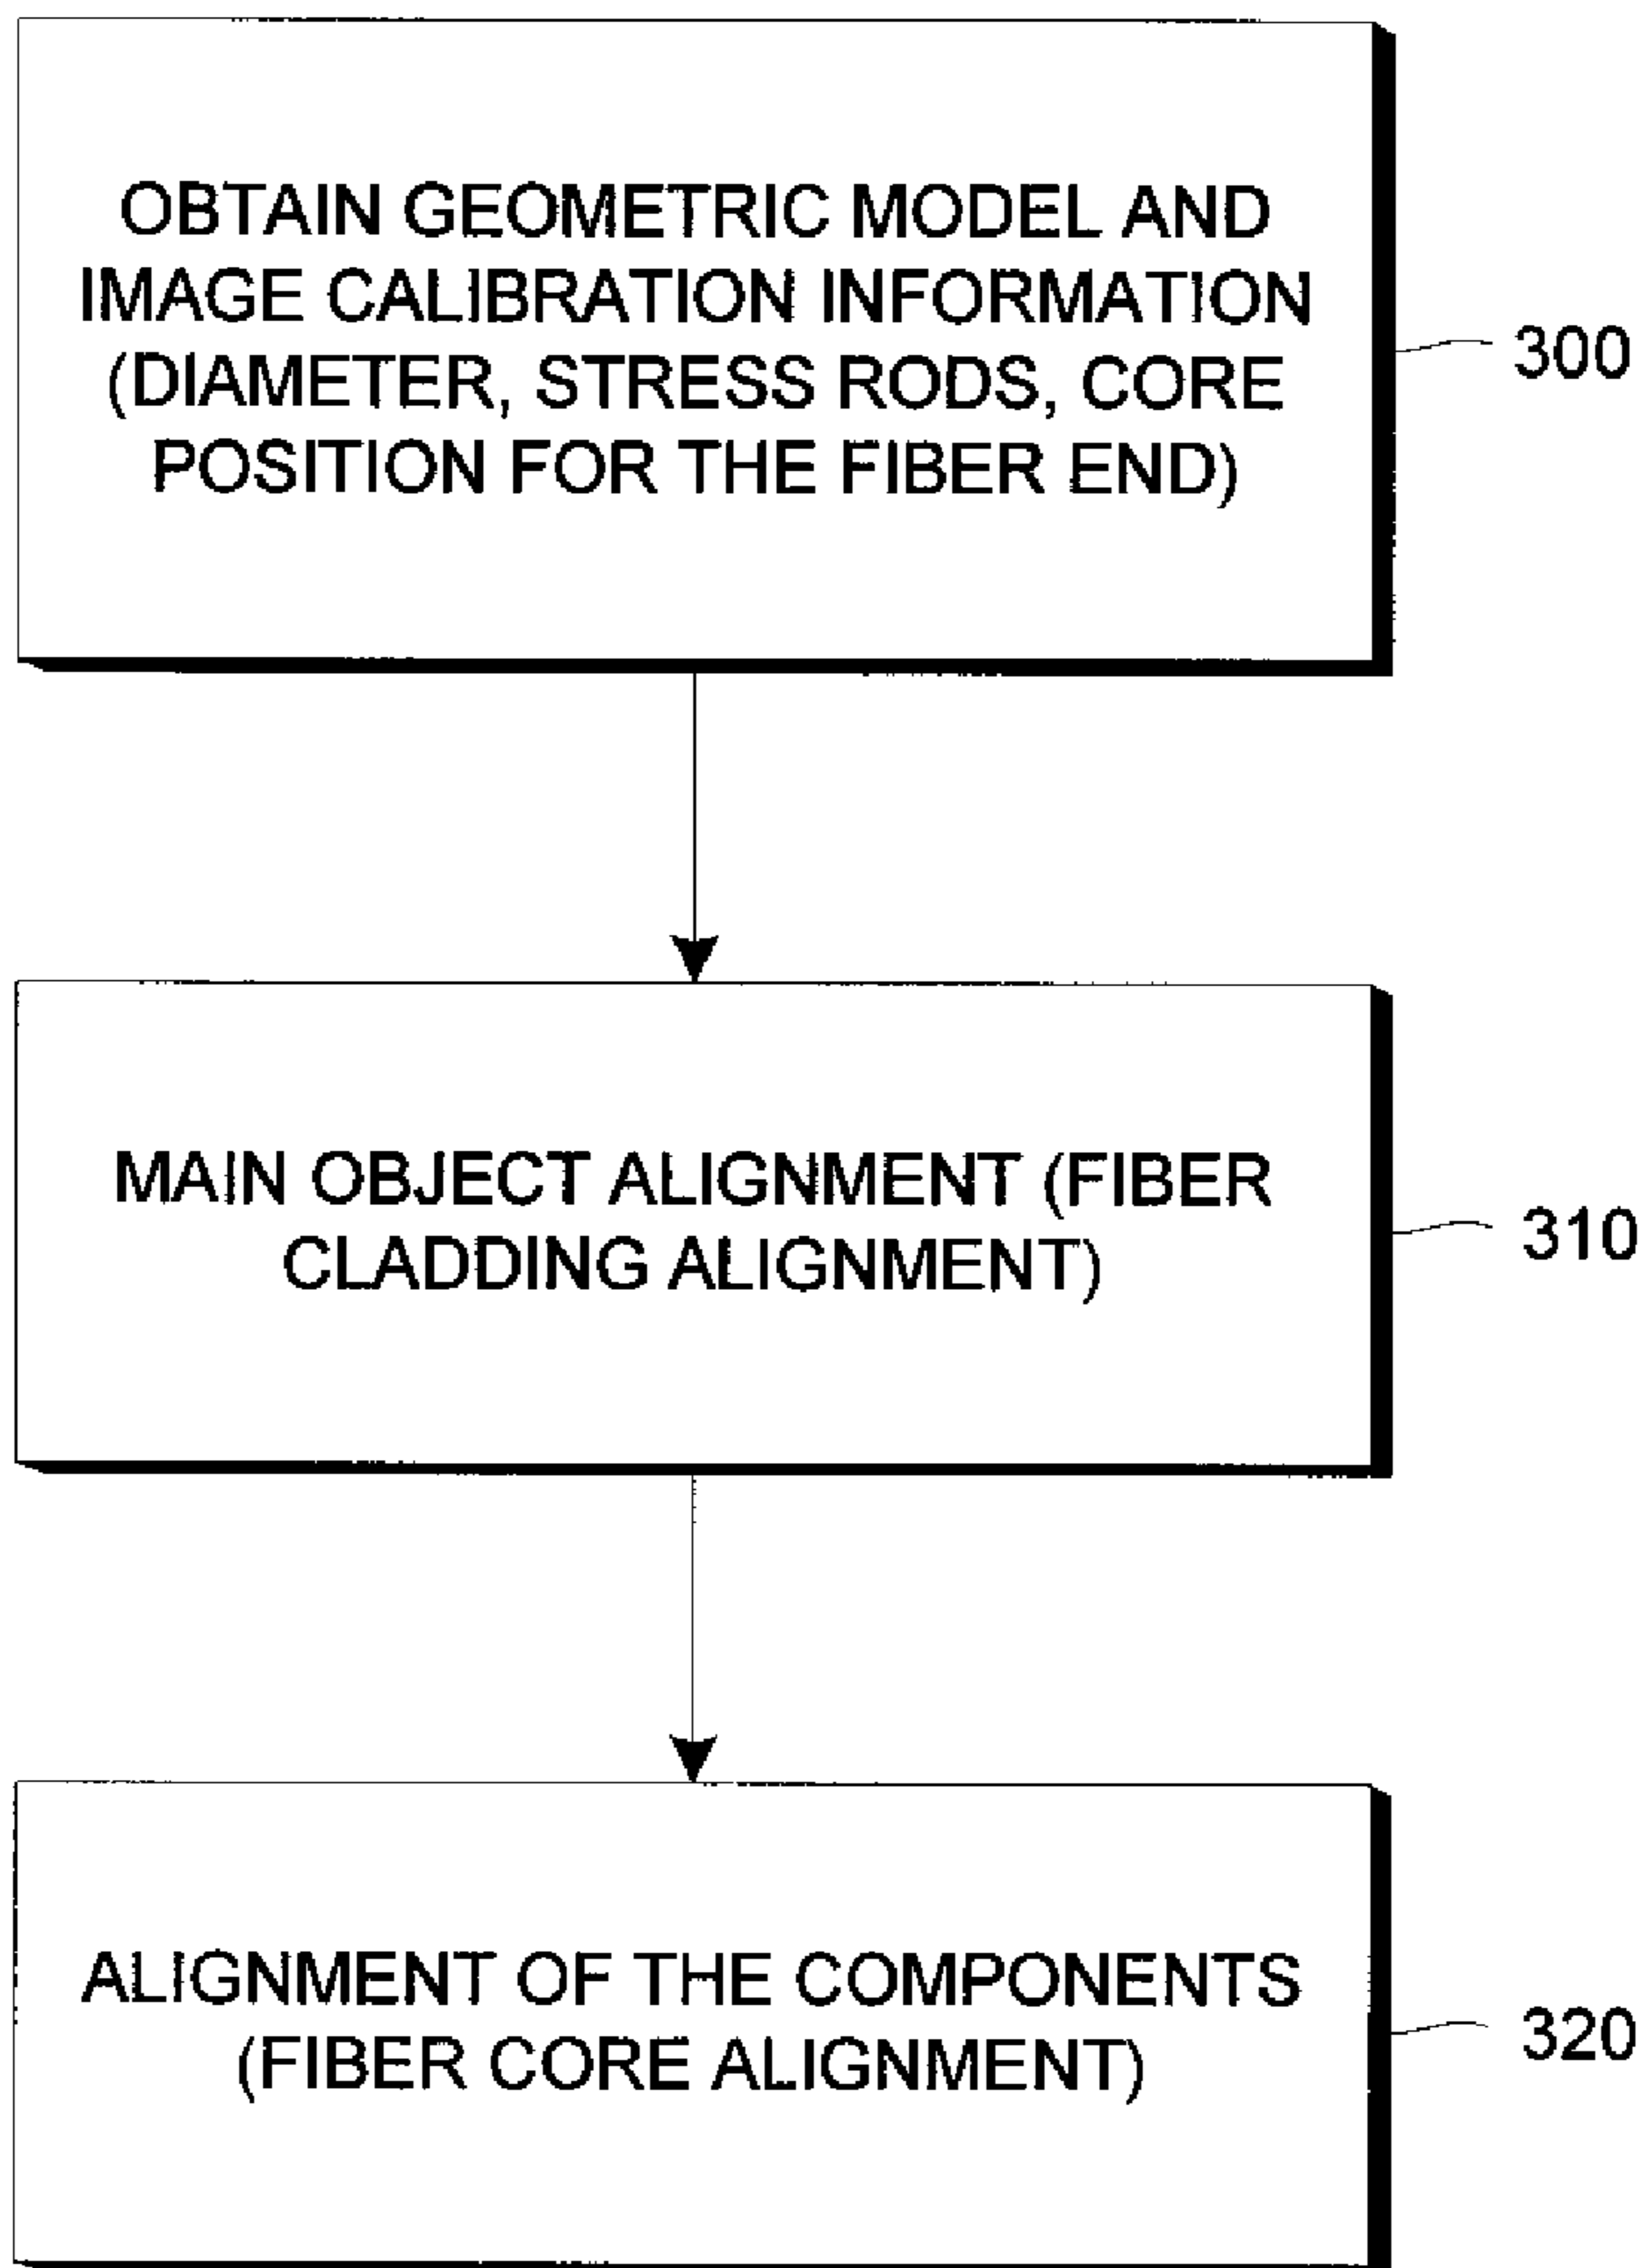 OBTAIN GEOMETRIC MODEL AND
IMAGE CALIBRATION INFORMATION
(DIAMETER, STRESS RODS, CORE
POSITION FOR THE FIBER END)
300
MAIN OBJECT ALIGNMENT (FIBER
CLADDING ALIGNMENT)
310
ALIGNMENT OF THE COMPONENTS
(FIBER CORE ALIGNMENT)
320